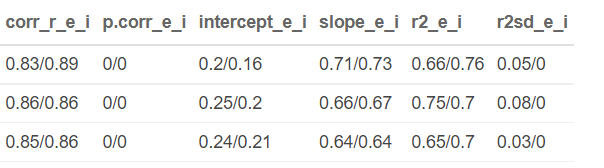 corr_r_e_i p.corr_e_i intercept_e_i slope_e_i r2_e_i r2sd_e_i
0.83/0.89 0/0 0.2/0.16 0.71/0.73 0.66/0.76 0.05/0
0.86/0.86 0/0 0.25/0.2 0.66/0.67 0.75/0.7 0.08/0
0.85/0.86 0/0 0.24/0.21 0.64/0.64 0.65/0.7 0.03/0